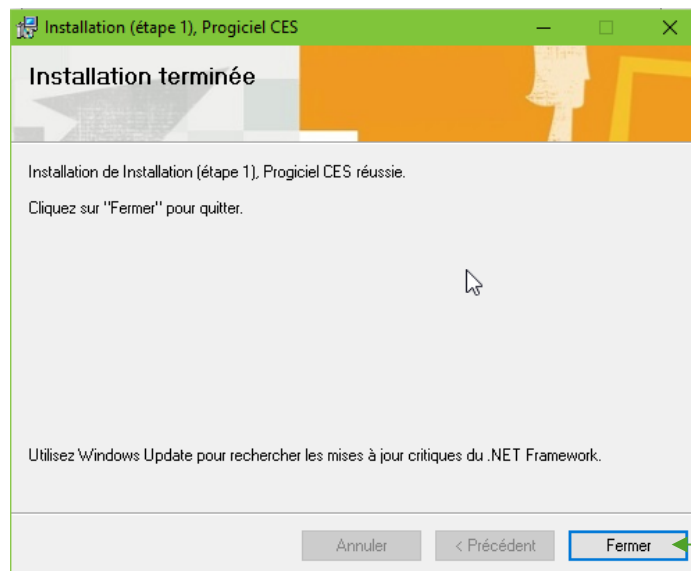 Installation (étape 1), Progiciel CES
Installation terminée
Installation de Installation (étape 1), Progiciel CES réussie.
Cliquez sur "Fermer" pour quitter.
Utilisez Windows Update pour rechercher les mises à jour critiques du .NET Framework.
Annuler
< Précédent
Fermer